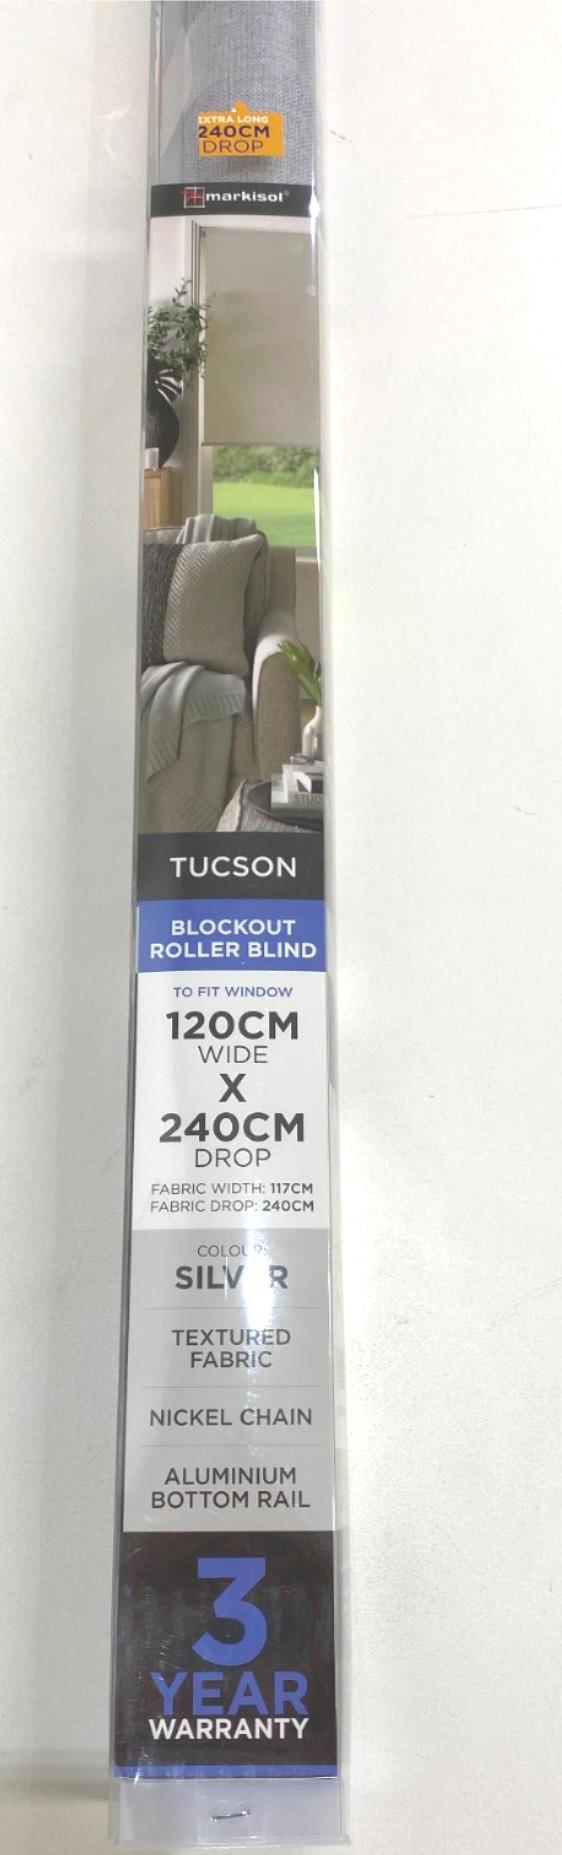 EXTRA LONG
240CM
DROP
markisol®
STUD
TUCSON
BLOCKOUT
ROLLER BLIND
TO FIT WINDOW
120CM
WIDE
X
240CM
DROP
FABRIC WIDTH: 117CM
FABRIC DROP: 240CM
COLOUR:
SILVER
TEXTURED
FABRIC
NICKEL CHAIN
ALUMINIUM
BOTTOM RAIL
3
YEAR
WARRANTY